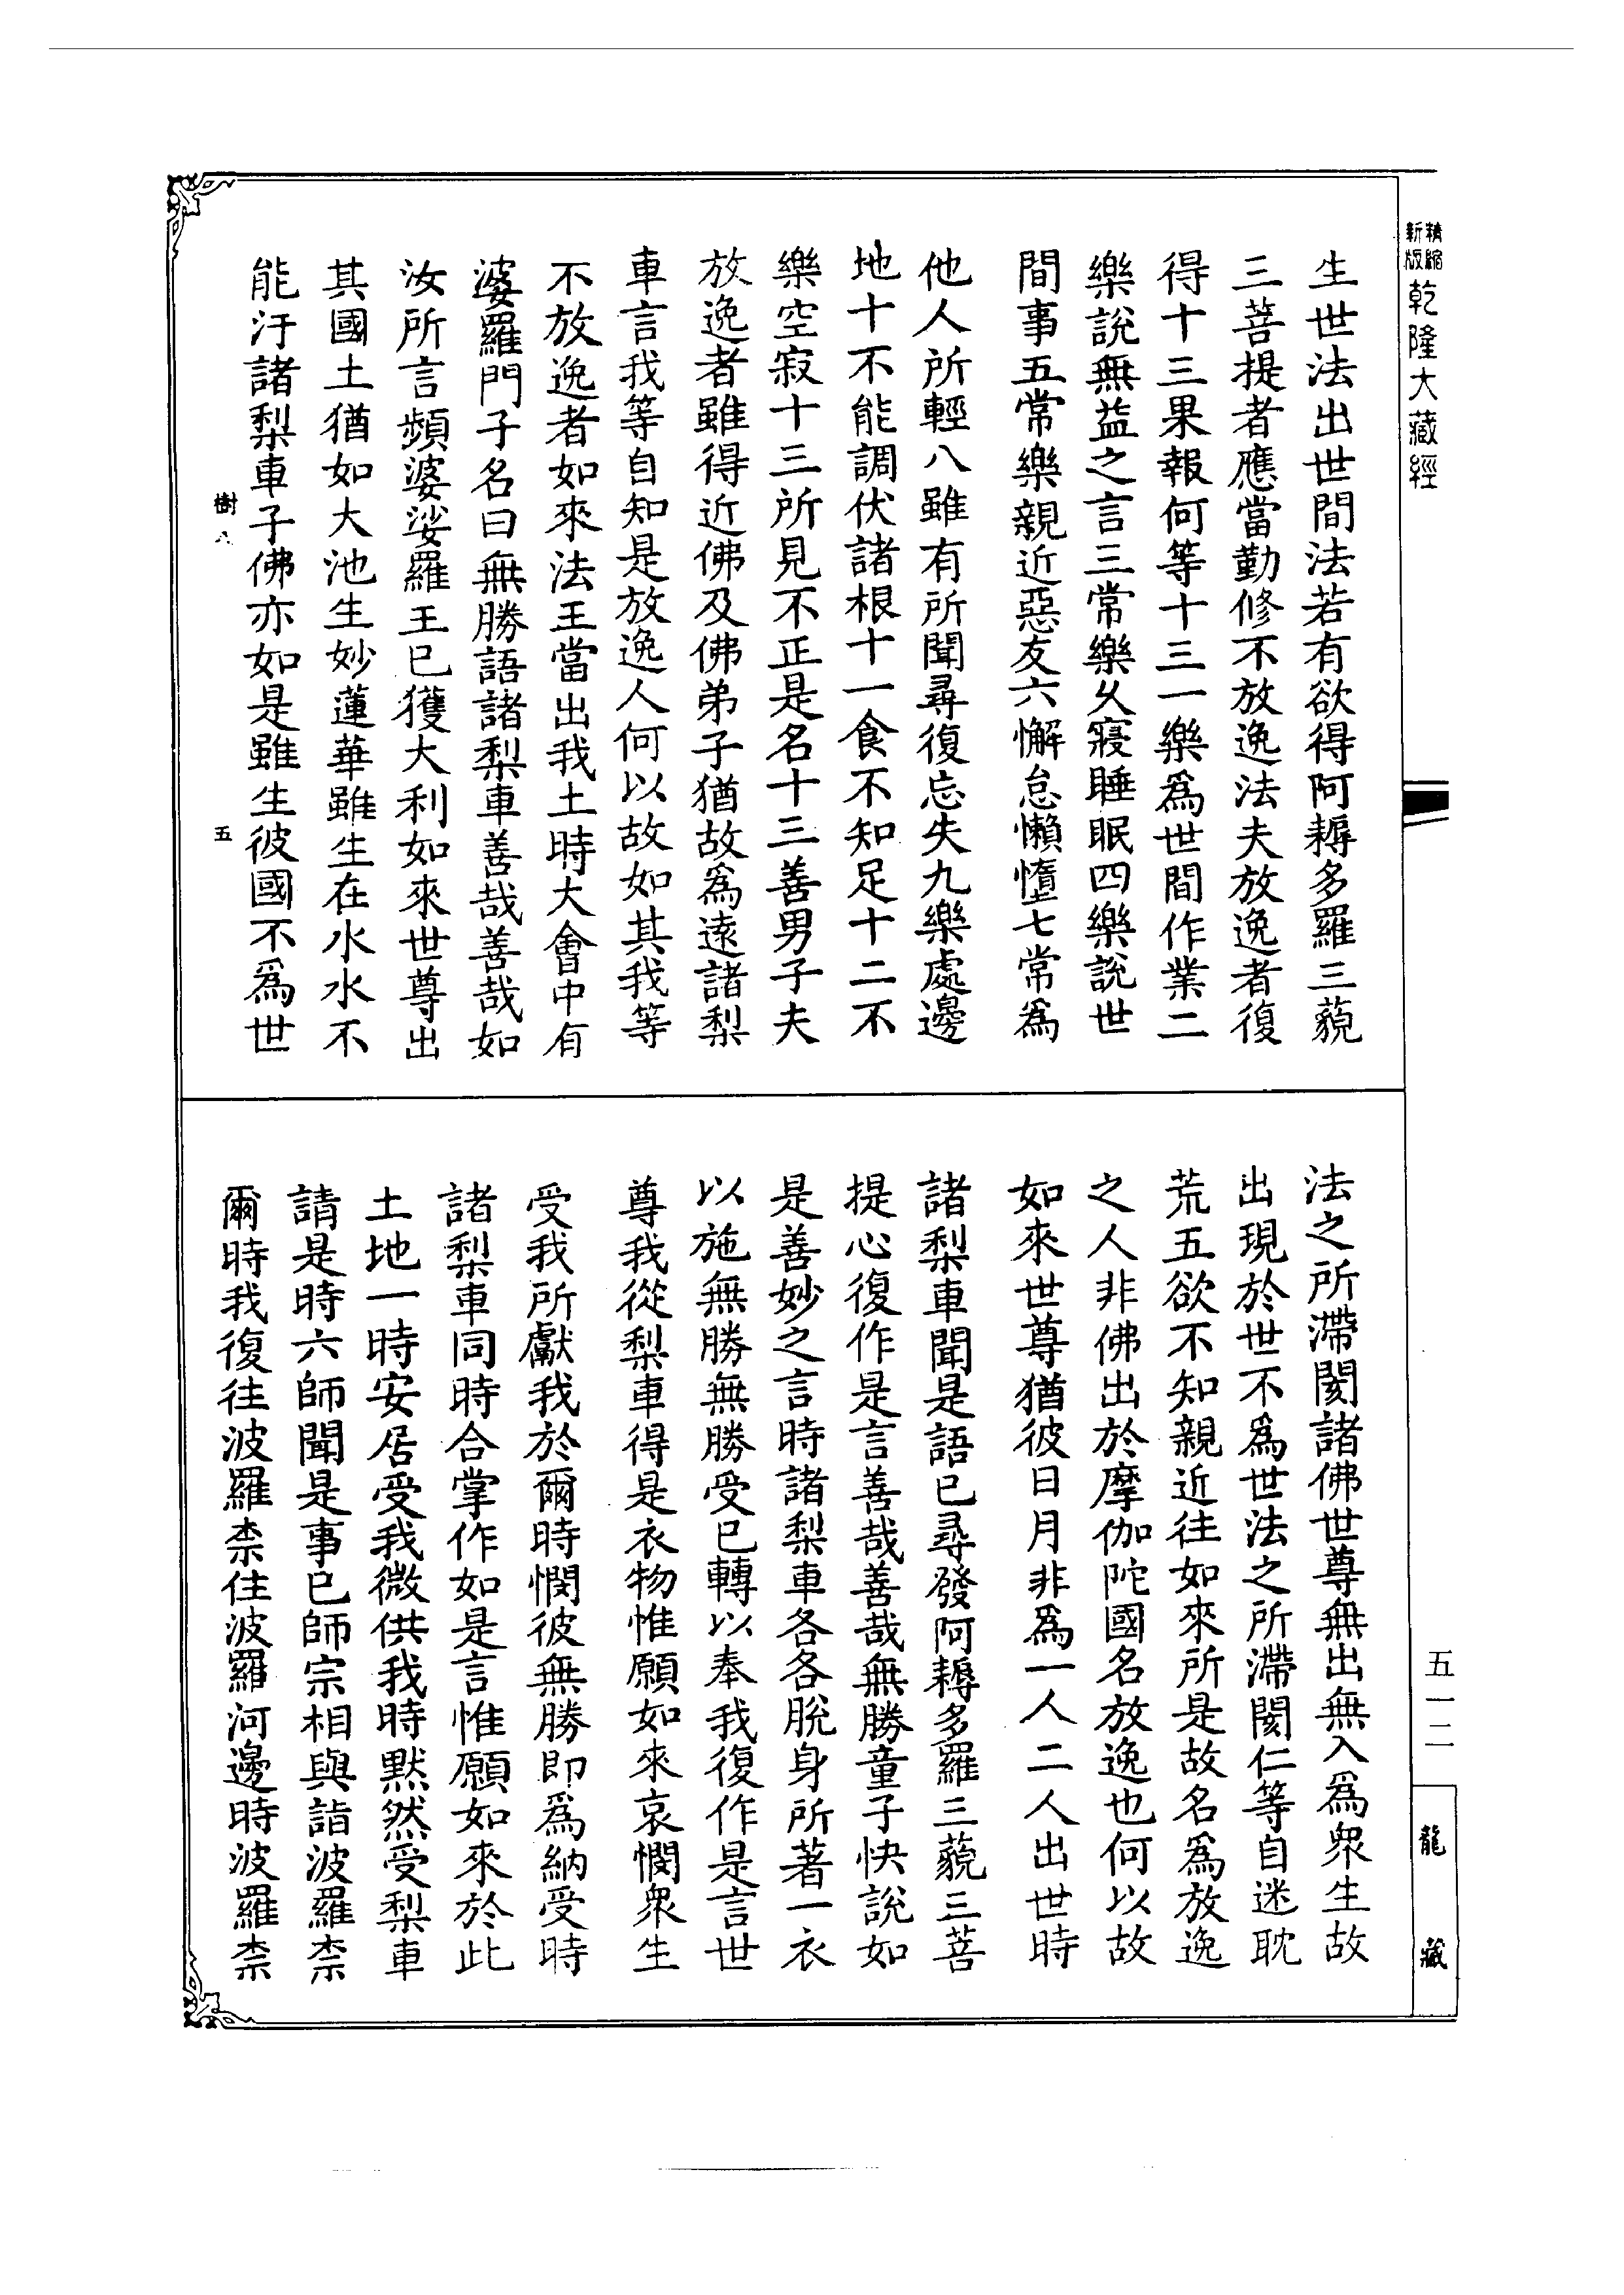 精縮
新版
乾隆大藏經
生世法出世間法若有欲得阿耨多羅三藐
三菩提者應當勤修不放逸法夫放逸者復
得十三果報何等十三一樂爲世間作業二
樂說無益之言三常樂久寢睡眠四樂說世
間事五常樂親近惡友六懈怠懶惰七常爲
他人所輕八雖有所聞尋復忘失九樂處邊
地十不能調伏諸根十一食不知足十二不
樂空寂十三所見不正是名十三善男子夫
放逸者雖得近佛及佛弟子猶故爲遠諸梨
車言我等自知是放逸人何以故如其我等
不放逸者如來法王當出我土時大會中有
婆羅門子名曰無勝語諸梨車善哉善哉如
汝所言頻婆娑羅王已獲大利如來世尊出
其國土猶如大池生妙蓮華雖生在水水不
能汙諸梨車子佛亦如是雖生彼國不爲世
樹八
五
法之所滯閡諸佛世尊無出無入爲衆生故
出現於世不爲世法之所滯閡仁等自迷耽
荒五欲不知親近往如來所是故名爲放逸
之人非佛出於摩伽陀國名放逸也何以故
如來世尊猶彼日月非爲一人二人出世時
諸梨車聞是語已尋發阿耨多羅三藐三菩
提心復作是言善哉善哉無勝童子快說如
是善妙之言時諸梨車各各脫身所著一衣
以施無勝無勝受已轉以奉我復作是言世
尊我從梨車得是衣物惟願如來哀憫衆生
受我所獻我於爾時憫彼無勝即爲納受時
諸梨車同時合掌作如是言惟願如來於此
土地一時安居受我微供我時默然受梨車
請是時六師聞是事已師宗相與詣波羅柰
爾時我復往波羅柰住波羅河邊時波羅柰
五一二
龍藏